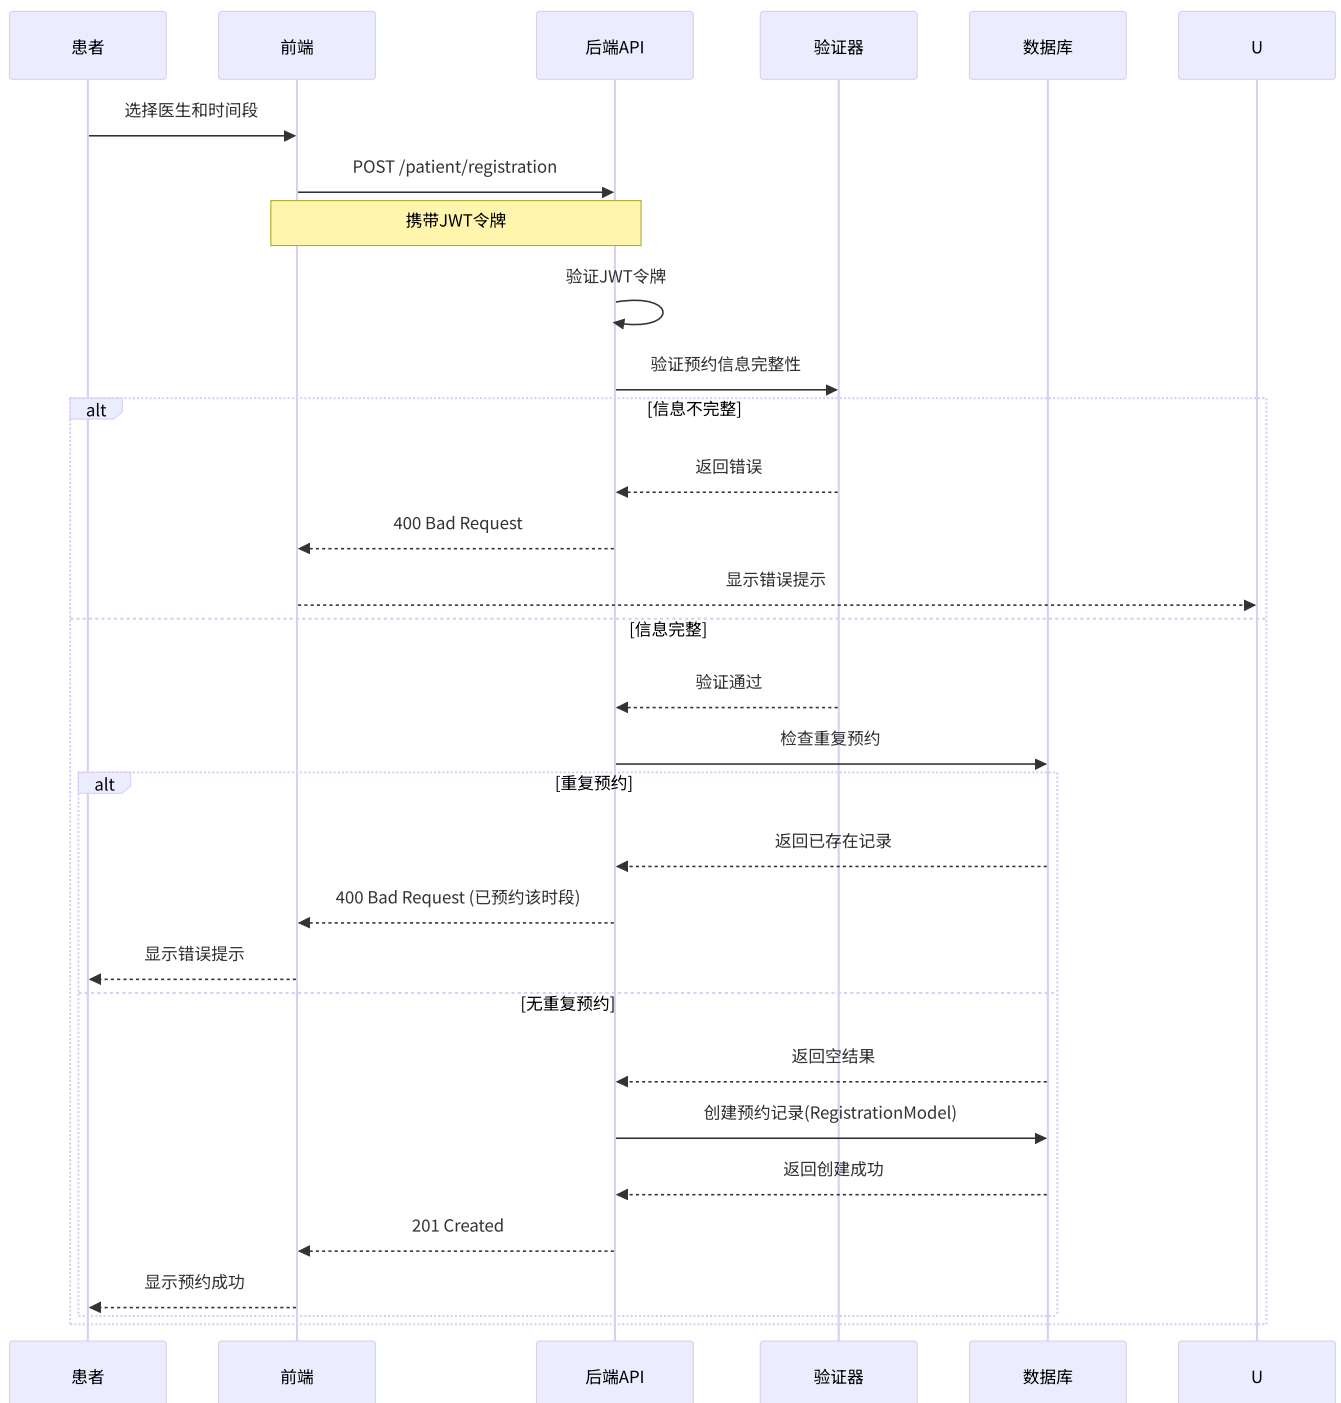 患者 前端 后端API 验证器 数据库 U
选择医生和时间段
POST /patient/registration
携带JWT令牌
验证JWT令牌
验证预约信息完整性
alt [信息不完整]
返回错误
400 Bad Request
显示错误提示
[信息完整]
验证通过
检查重复预约
alt [重复预约]
返回已存在记录
400 Bad Request (已预约该时段)
显示错误提示
[无重复预约]
返回空结果
创建预约记录(RegistrationModel)
返回创建成功
201 Created
显示预约成功
患者 前端 后端API 验证器 数据库 U